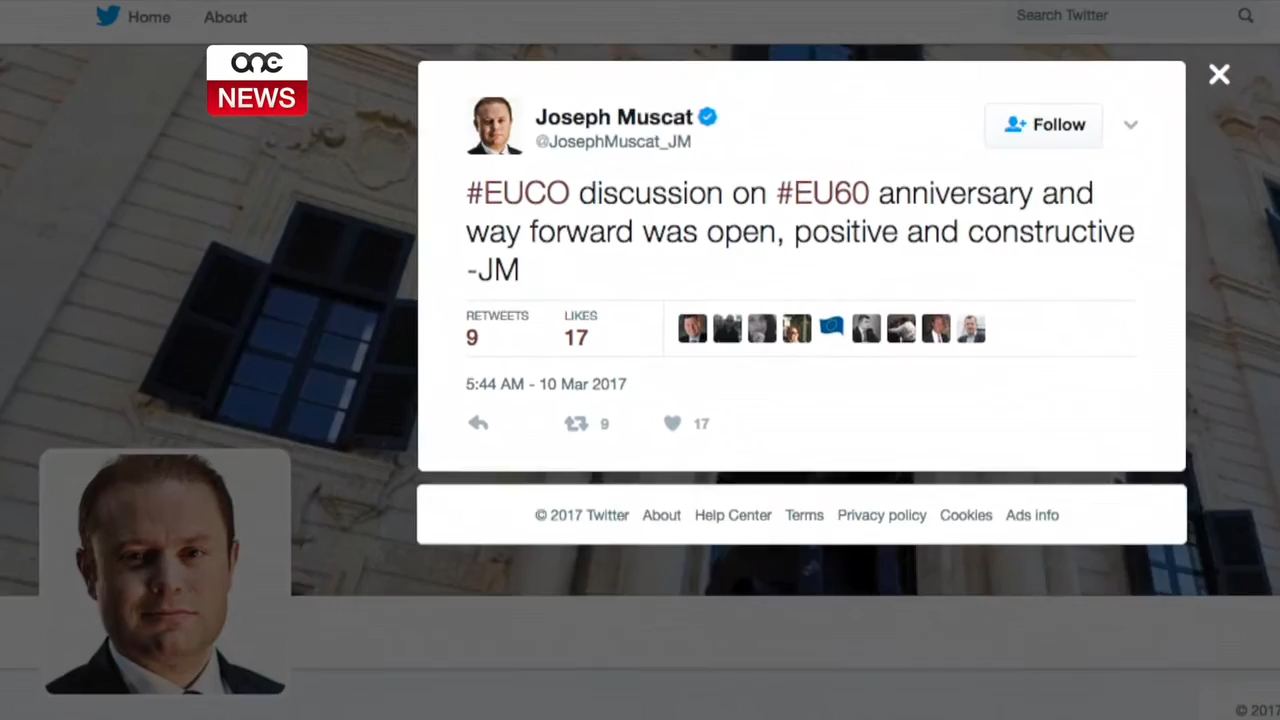 Home About Search Twitter
one
NEWS
Joseph Muscat
@JosephMuscat_JM
Follow
#EUCO discussion on #EU60 anniversary and
way forward was open, positive and constructive
-JM
RETWEETS LIKES
9 17
5:44 AM - 10 Mar 2017
9 17
© 2017 Twitter About Help Center Terms Privacy policy Cookies Ads info
© 2017